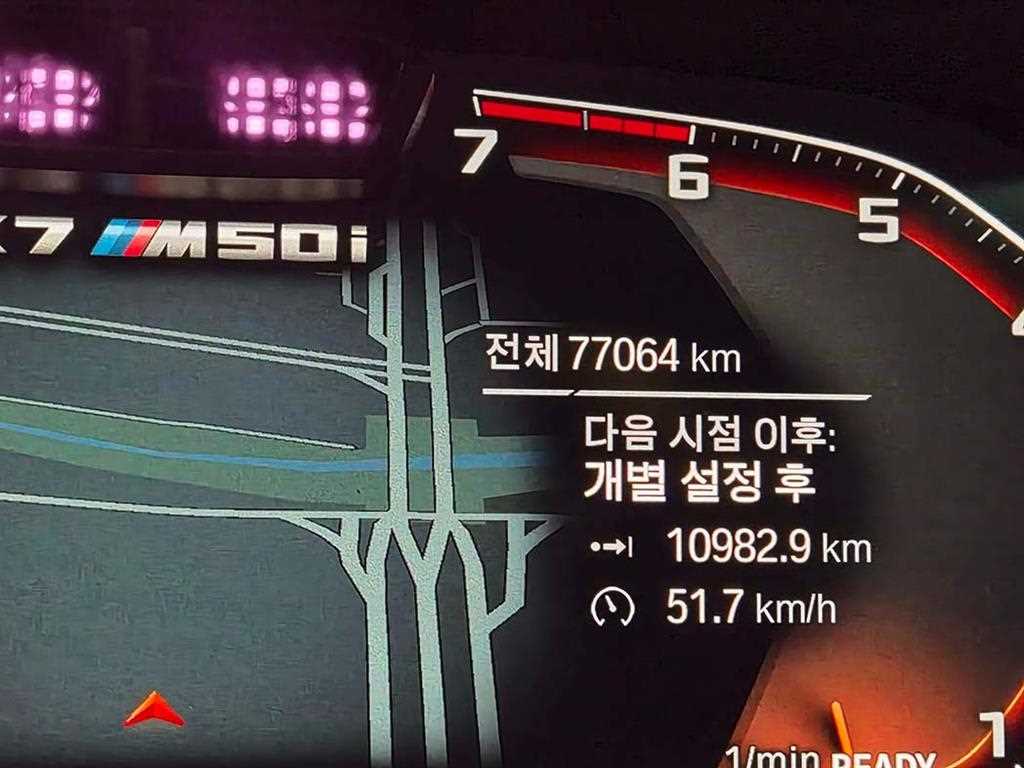 7
6
5
X7 M50i
전체 77064 km
다음 시점 이후:
개별 설정 후
10982.9 km
51.7 km/h
1
1/min READY